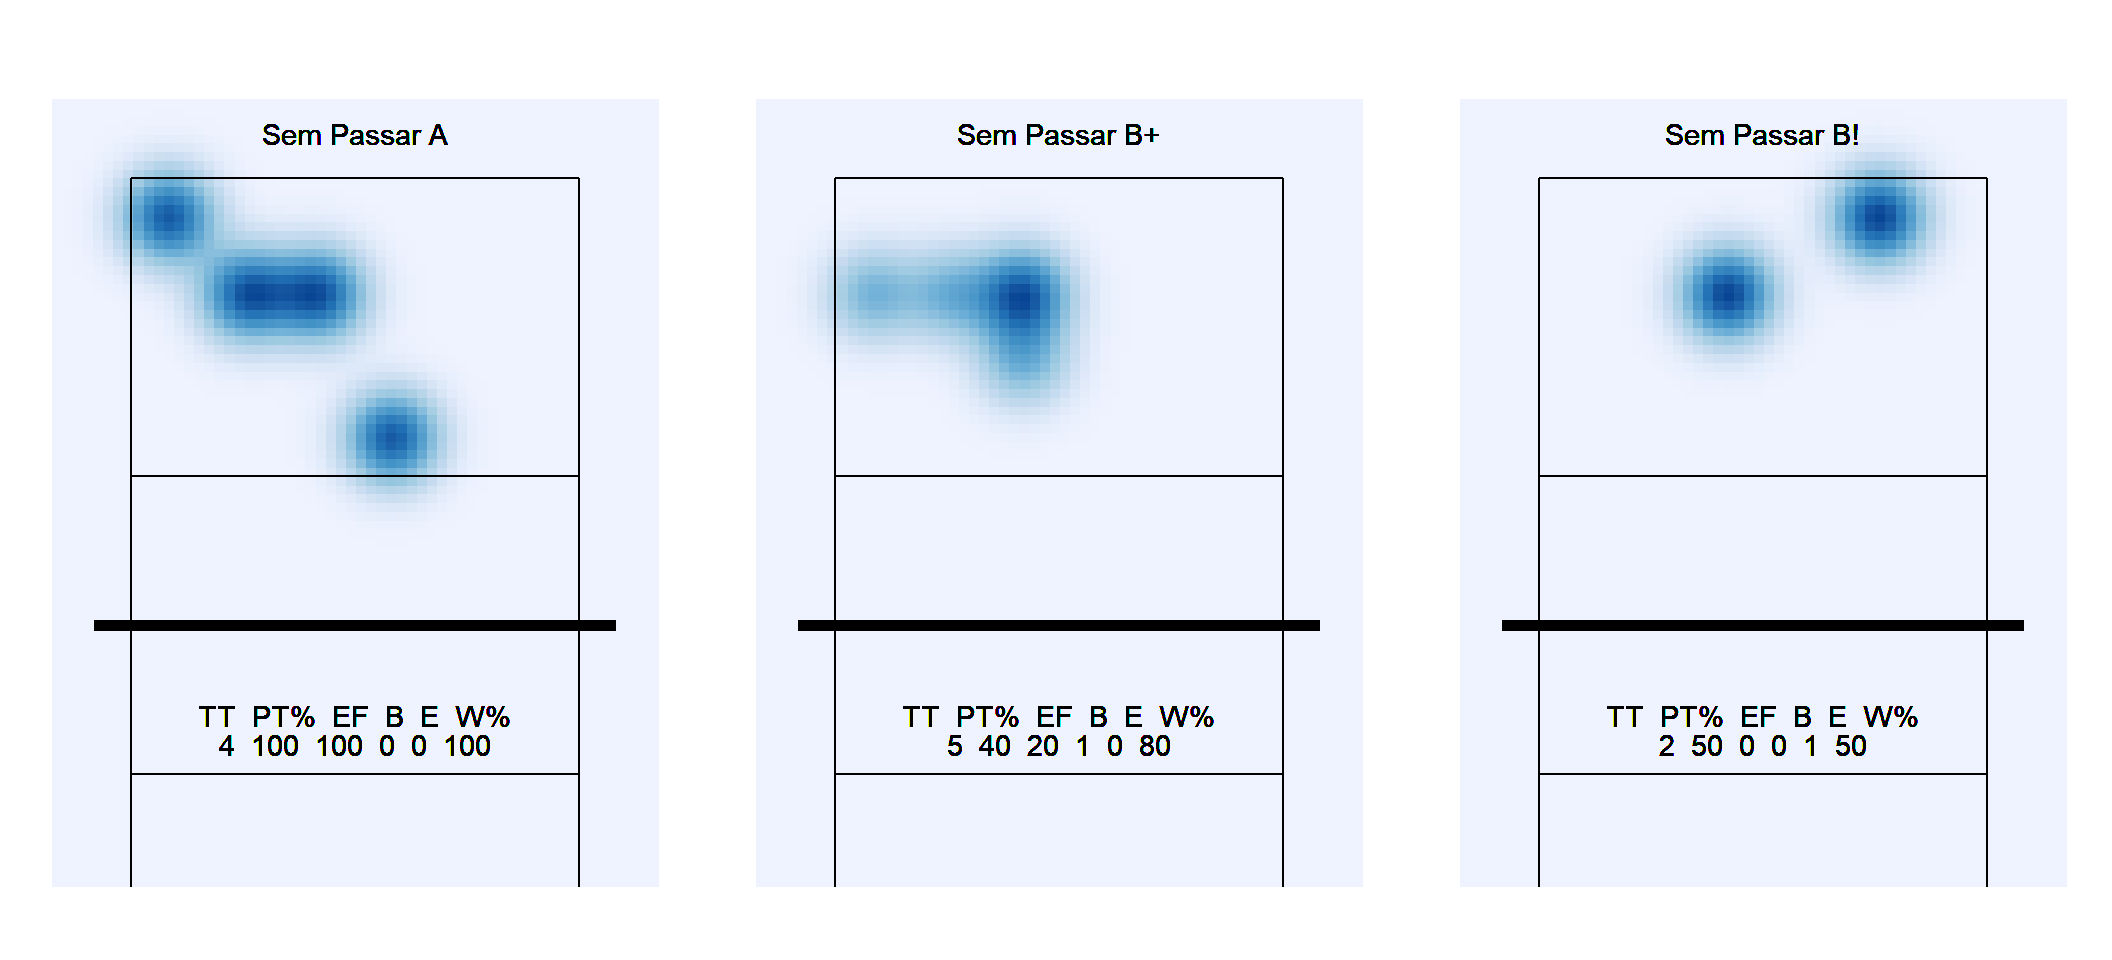 Sem Passar A
TT PT% EF B E W%
4 100 100 0 0 100
Sem Passar B+
TT PT% EF B E W%
5 40 20 1 0 80
Sem Passar B!
TT PT% EF B E W%
2 50 0 0 1 50